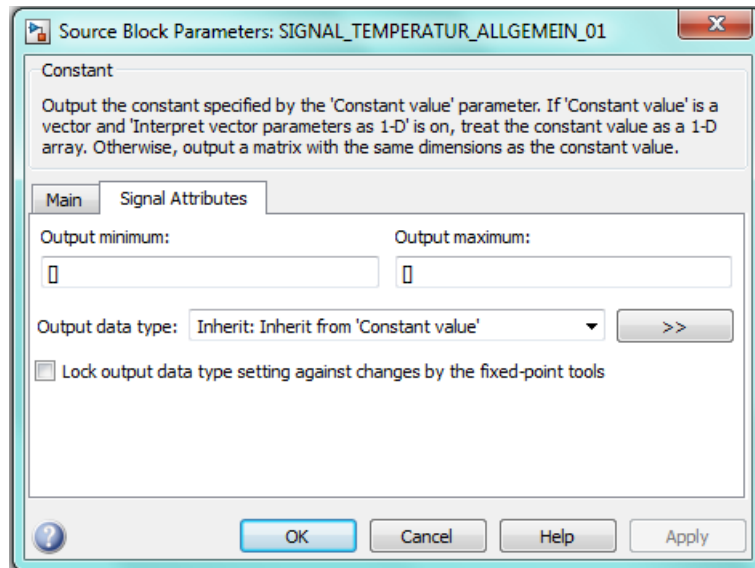 Source Block Parameters: SIGNAL_TEMPERATUR_ALLGEMEIN_01
Constant
Output the constant specified by the 'Constant value' parameter. If 'Constant value' is a
vector and 'Interpret vector parameters as 1-D' is on, treat the constant value as a 1-D
array. Otherwise, output a matrix with the same dimensions as the constant value.
Main Signal Attributes
Output minimum: Output maximum:
[] []
Output data type: Inherit: Inherit from 'Constant value' >>
Lock output data type setting against changes by the fixed-point tools
OK Cancel Help Apply